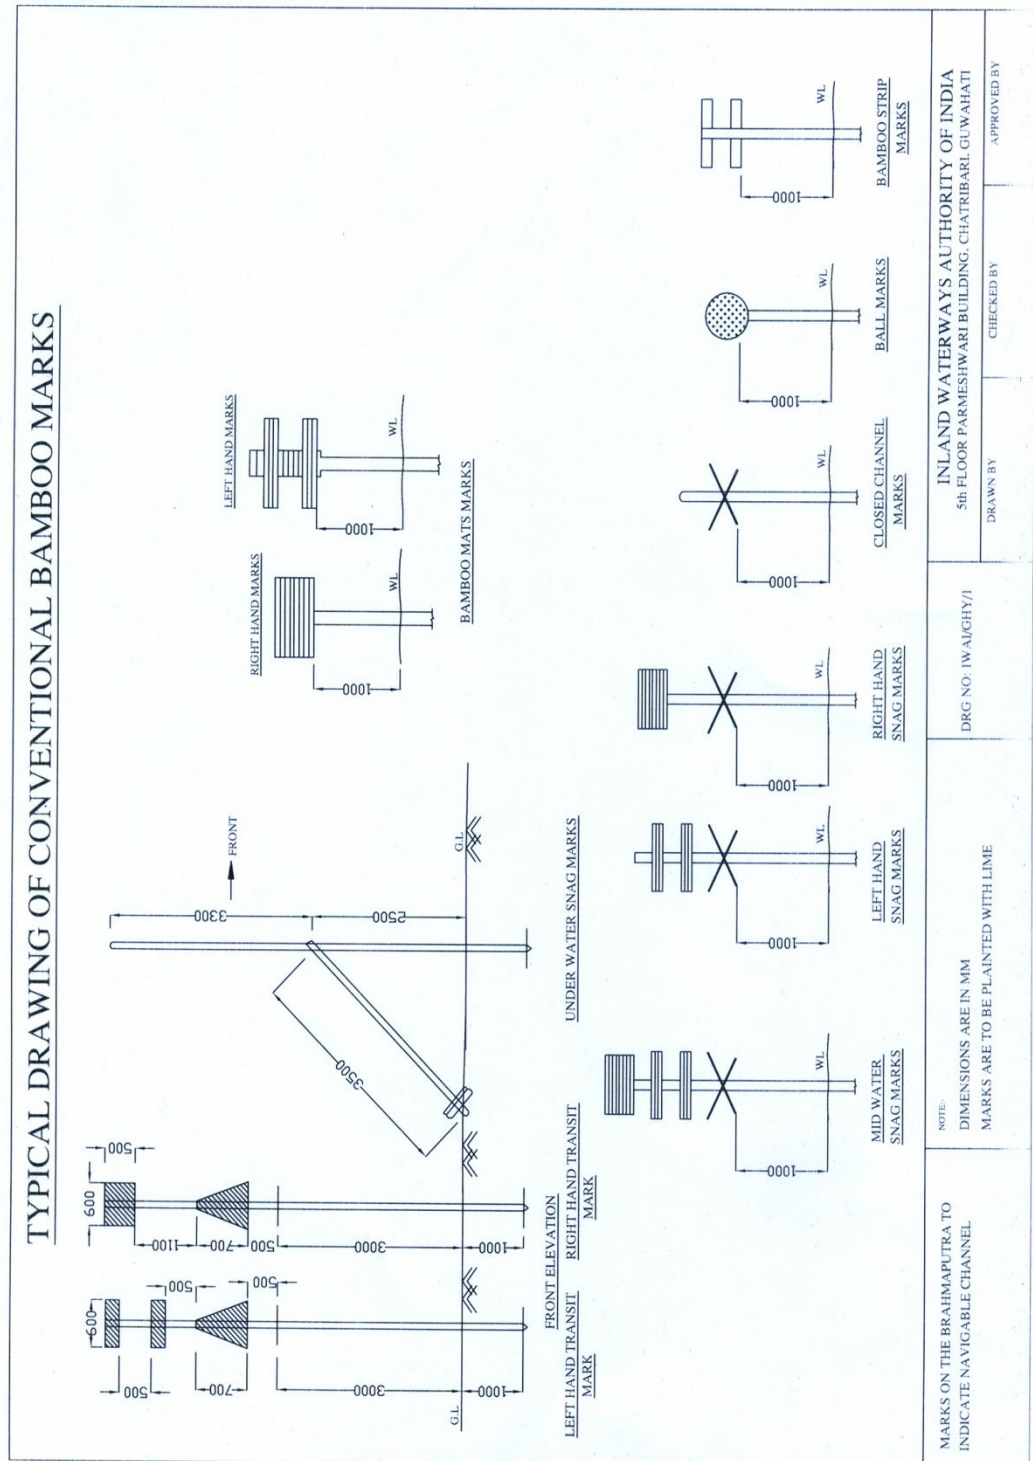 TYPICAL DRAWING OF CONVENTIONAL BAMBOO MARKS
600
500
500
700
500
3000
1000
G.L
LEFT HAND TRANSIT
MARK
600
500
1100
700
500
3000
1000
RIGHT HAND TRANSIT
MARK
FRONT ELEVATION
3500
3300
2500
FRONT
G.L
UNDER WATER SNAG MARKS
RIGHT HAND MARKS
1000
WL
LEFT HAND MARKS
1000
WL
BAMBOO MATS MARKS
1000
WL
MID WATER
SNAG MARKS
1000
WL
LEFT HAND
SNAG MARKS
1000
WL
RIGHT HAND
SNAG MARKS
1000
WL
CLOSED CHANNEL
MARKS
1000
WL
BALL MARKS
1000
WL
BAMBOO STRIP
MARKS
MARKS ON THE BRAHMAPUTRA TO
INDICATE NAVIGABLE CHANNEL
NOTE:-
DIMENSIONS ARE IN MM
MARKS ARE TO BE PLAINTED WITH LIME
DRG NO: IWAI/GHY/1
INLAND WATERWAYS AUTHORITY OF INDIA
5th FLOOR PARMESHWARI BUILDING. CHATRIBARI. GUWAHATI
DRAWN BY
CHECKED BY
APPROVED BY